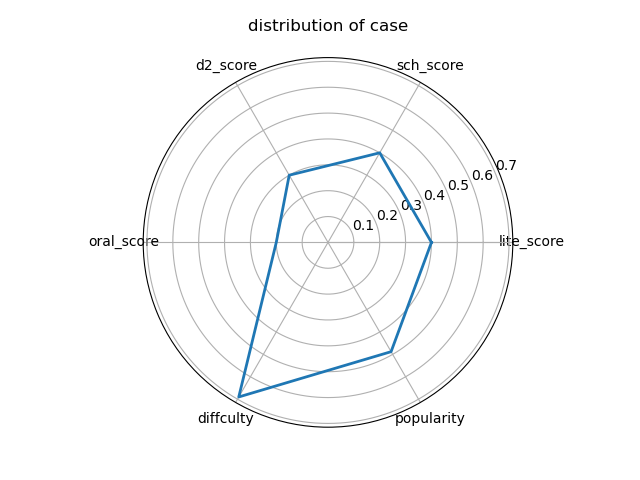 distribution of case
d2_score
sch_score
0.7
0.6
0.5
0.4
0.3
0.2
0.1
oral_score
lite_score
diffculty
popularity